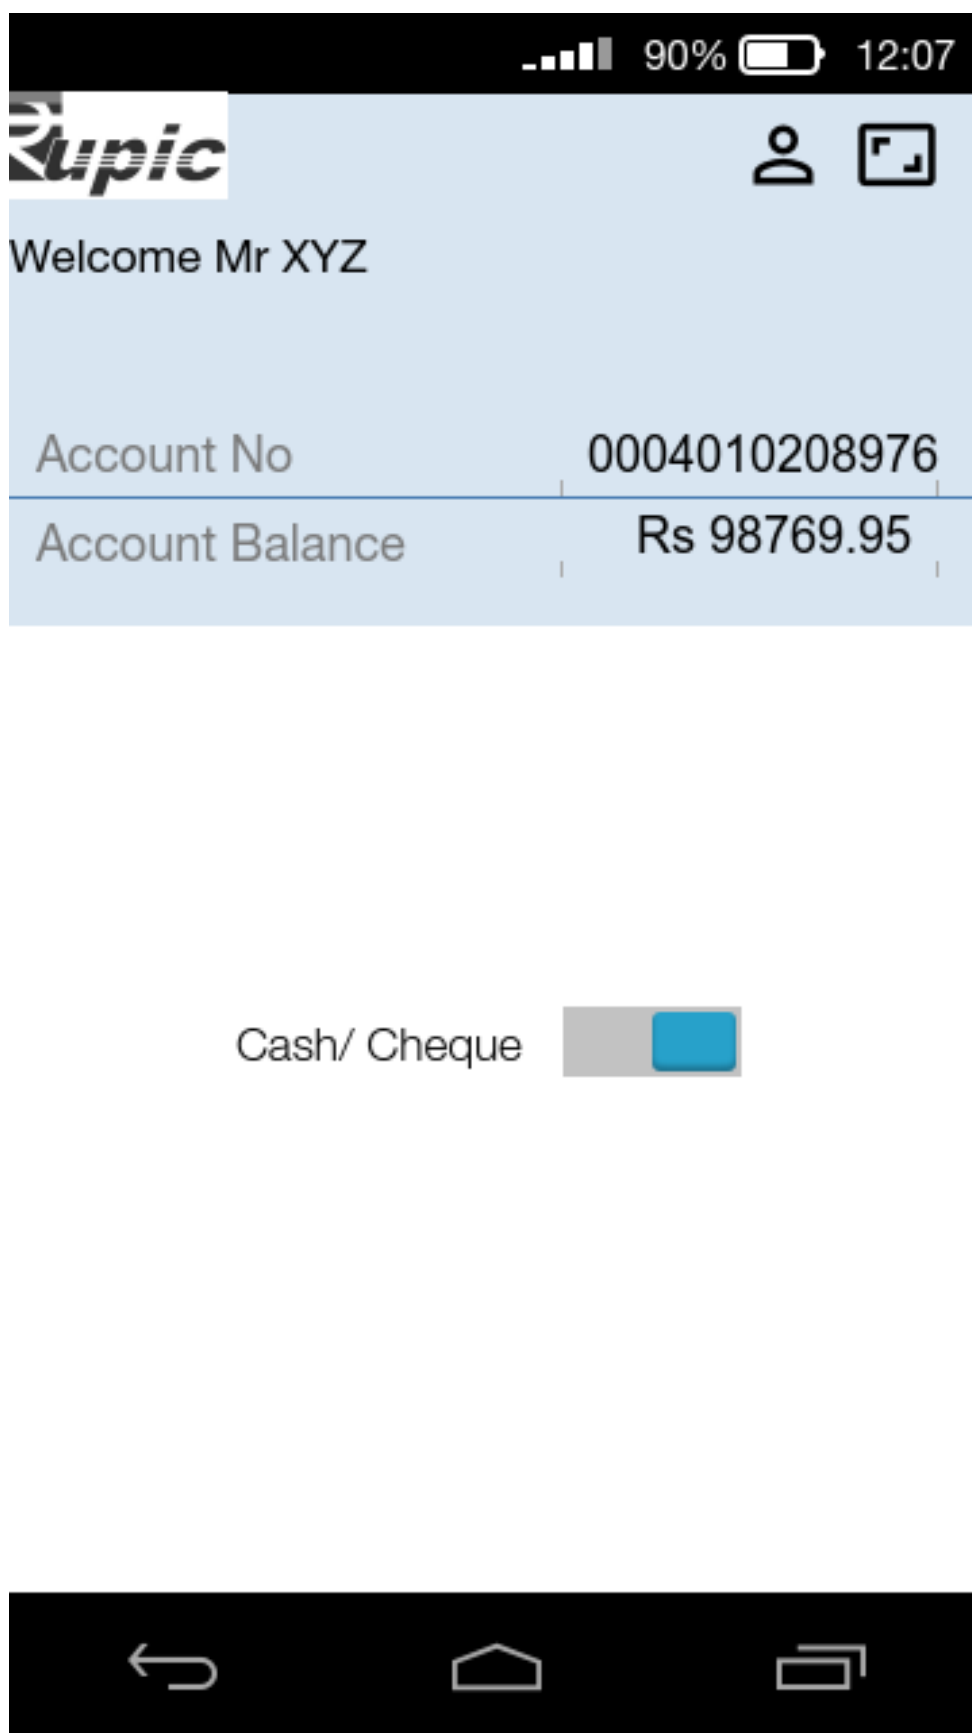 90% 12:07
Rupic
Welcome Mr XYZ
Account No 0004010208976
Account Balance Rs 98769.95
Cash/ Cheque